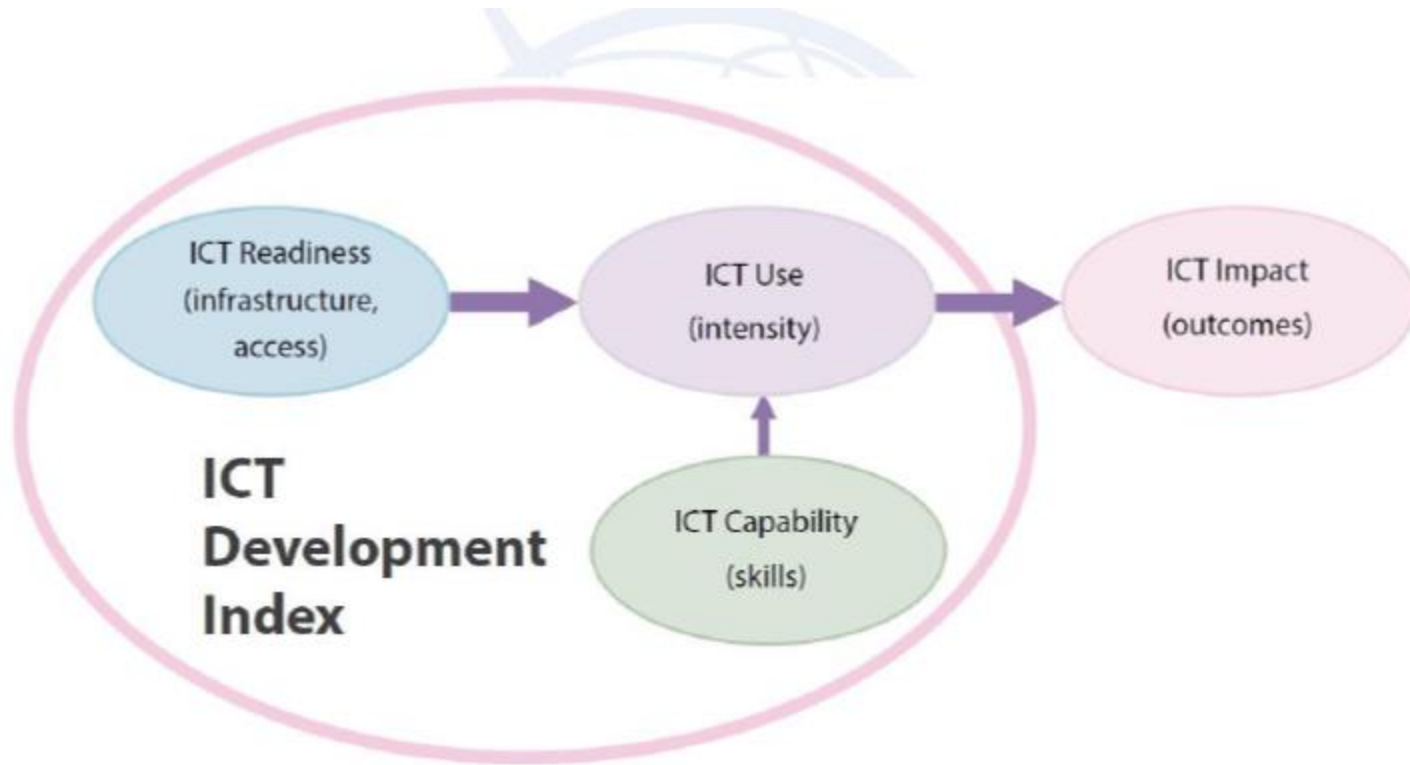 ICT Readiness
(infrastructure,
access)
ICT Use
(intensity)
ICT Impact
(outcomes)
ICT
Development
Index
ICT Capability
(skills)